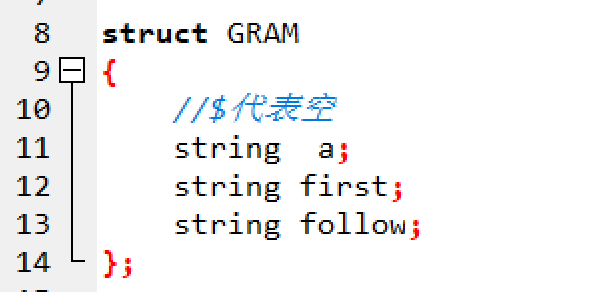 8 struct GRAM
9 {
10 //$代表空
11 string  a;
12 string first;
13 string follow;
14 };